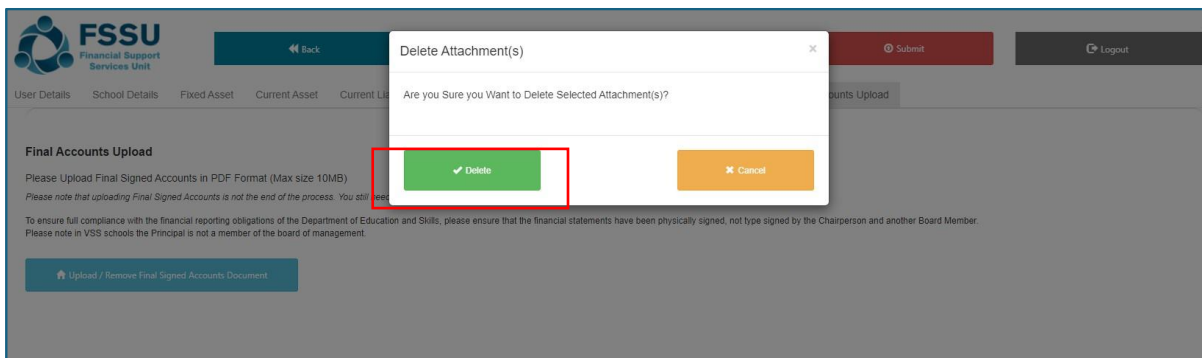 FSSU
Financial Support
Services Unit
Back
Submit
Logout
Delete Attachment(s)
×
Are you Sure you Want to Delete Selected Attachment(s)?
Delete
Cancel
User Details School Details Fixed Asset Current Asset Current Lia
ounts Upload
Final Accounts Upload
Please Upload Final Signed Accounts in PDF Format (Max size 10MB)
Please note that uploading Final Signed Accounts is not the end of the process. You still need
To ensure full compliance with the financial reporting obligations of the Department of Education and Skills, please ensure that the financial statements have been physically signed, not type signed by the Chairperson and another Board Member.
Please note in VSS schools the Principal is not a member of the board of management.
Upload / Remove Final Signed Accounts Document